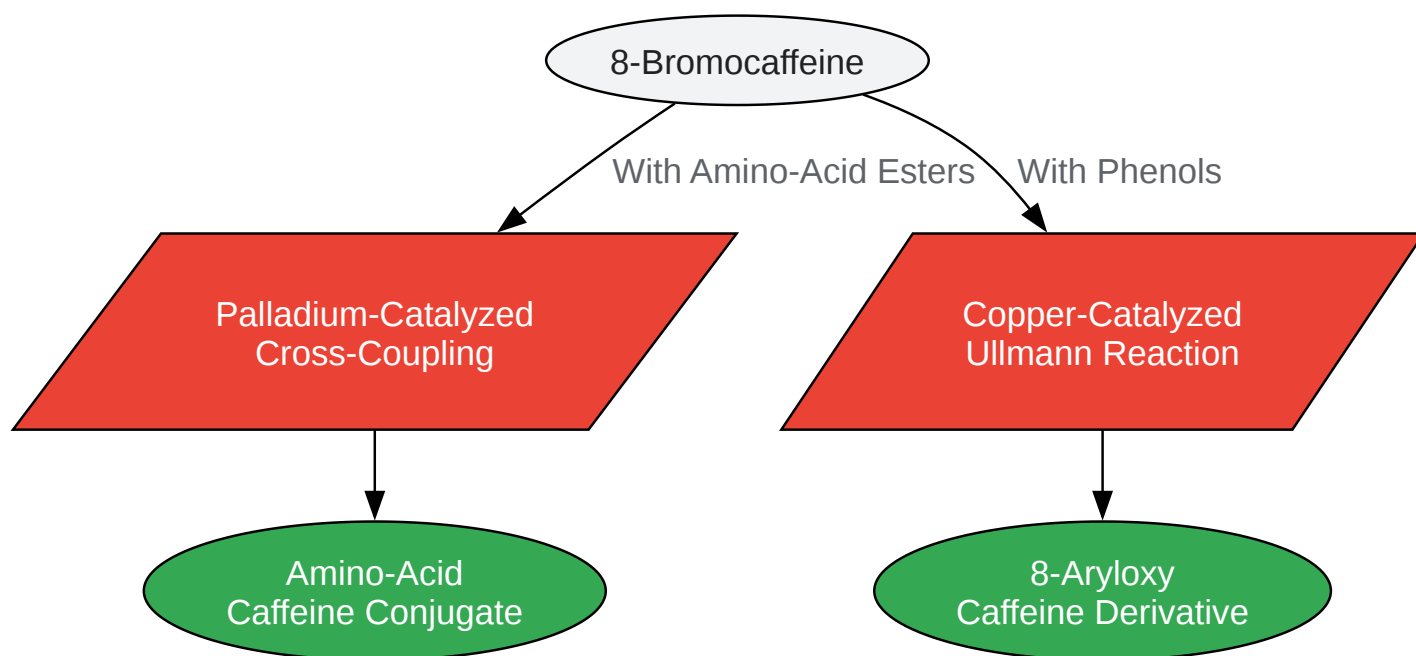 8-Bromocaffeine
With Amino-Acid Esters
With Phenols
Palladium-Catalyzed
Cross-Coupling
Copper-Catalyzed
Ullmann Reaction
Amino-Acid
Caffeine Conjugate
8-Aryloxy
Caffeine Derivative